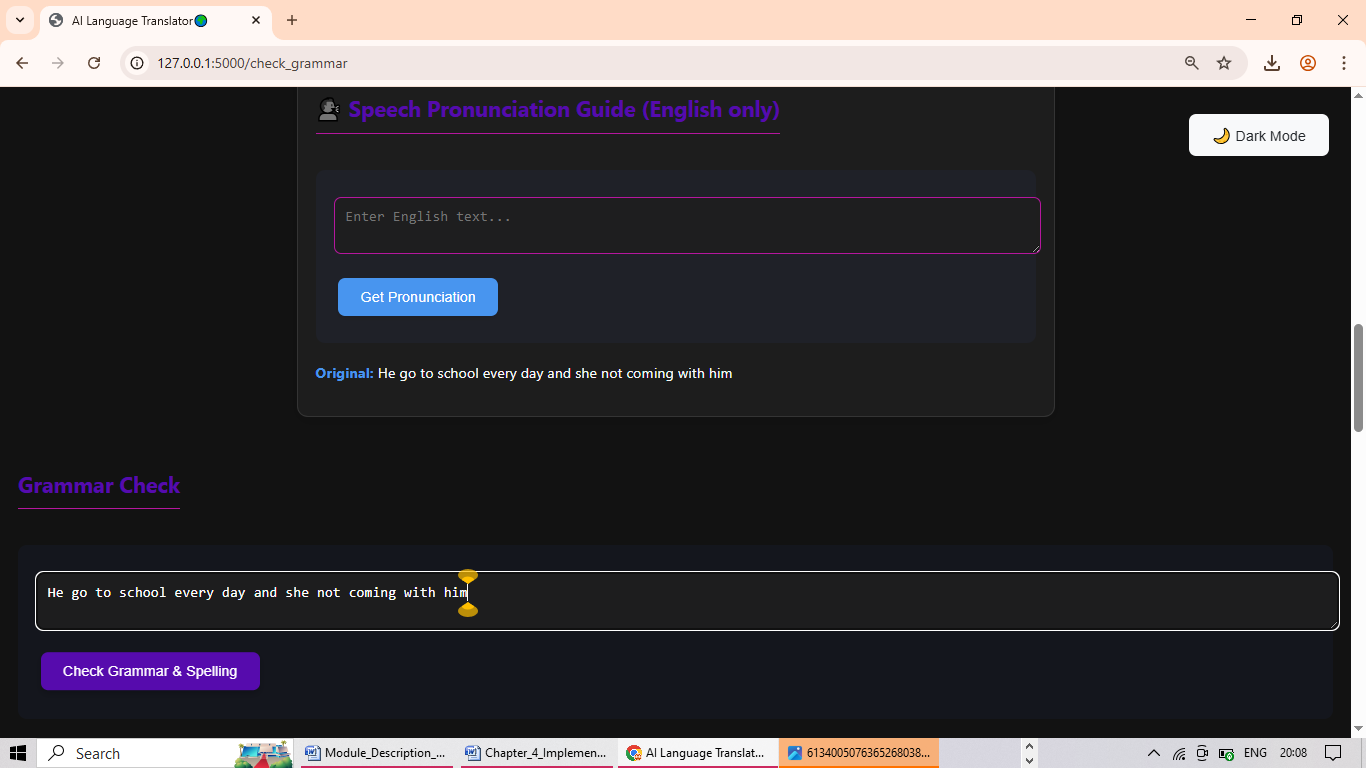 AI Language Translator
127.0.0.1:5000/check_grammar
Speech Pronunciation Guide (English only)
Dark Mode
Enter English text...
Get Pronunciation
Original: He go to school every day and she not coming with him
Grammar Check
He go to school every day and she not coming with him
Check Grammar & Spelling
Search
Module_Description_...
Chapter_4_Implemen...
AI Language Translat...
6134005076365268038...
ENG
20:08